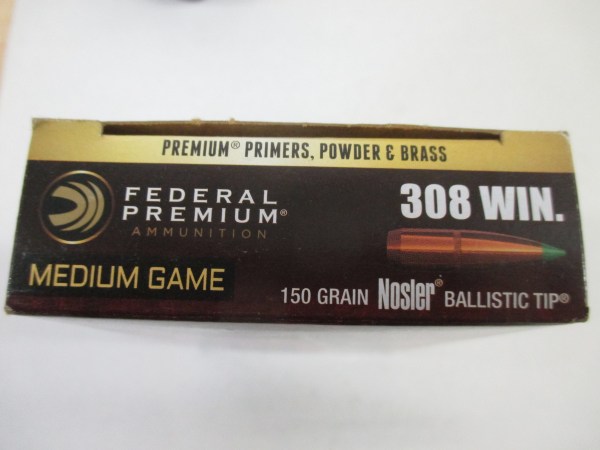 PREMIUM® PRIMERS, POWDER & BRASS
FEDERAL
PREMIUM®
AMMUNITION
308 WIN.
MEDIUM GAME
150 GRAIN Nosler® BALLISTIC TIP®